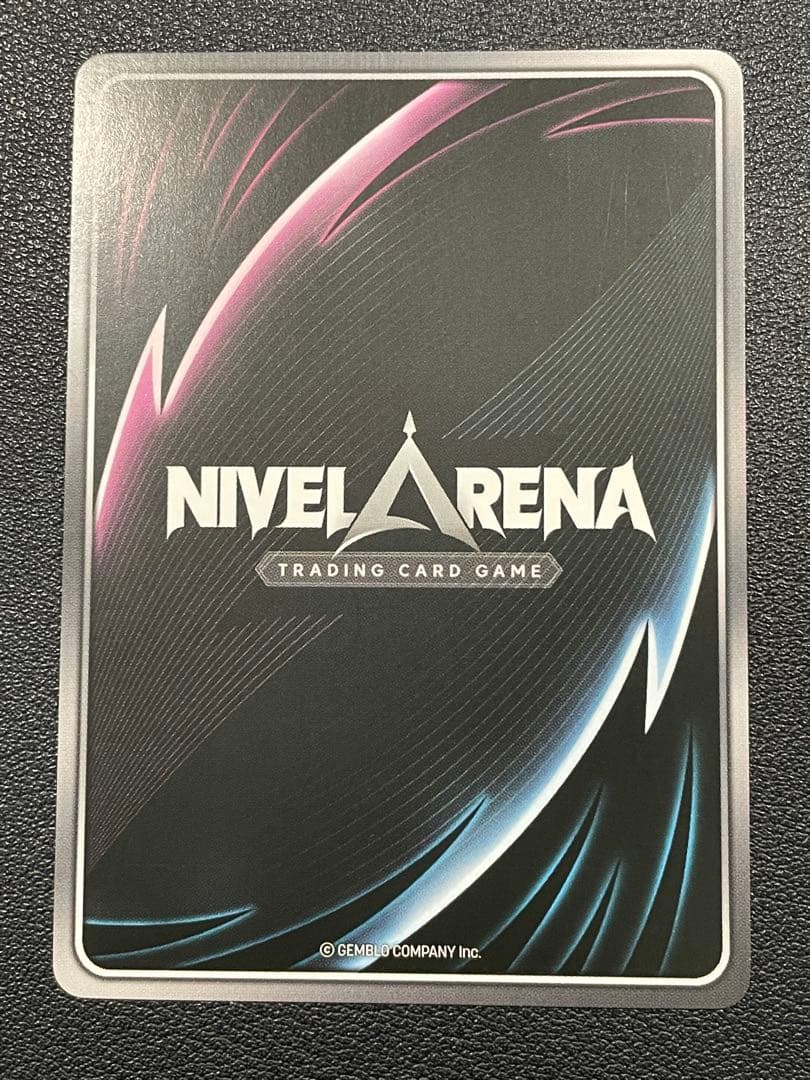 NIVEL ARENA
TRADING CARD GAME
© GEMBLO COMPANY Inc.